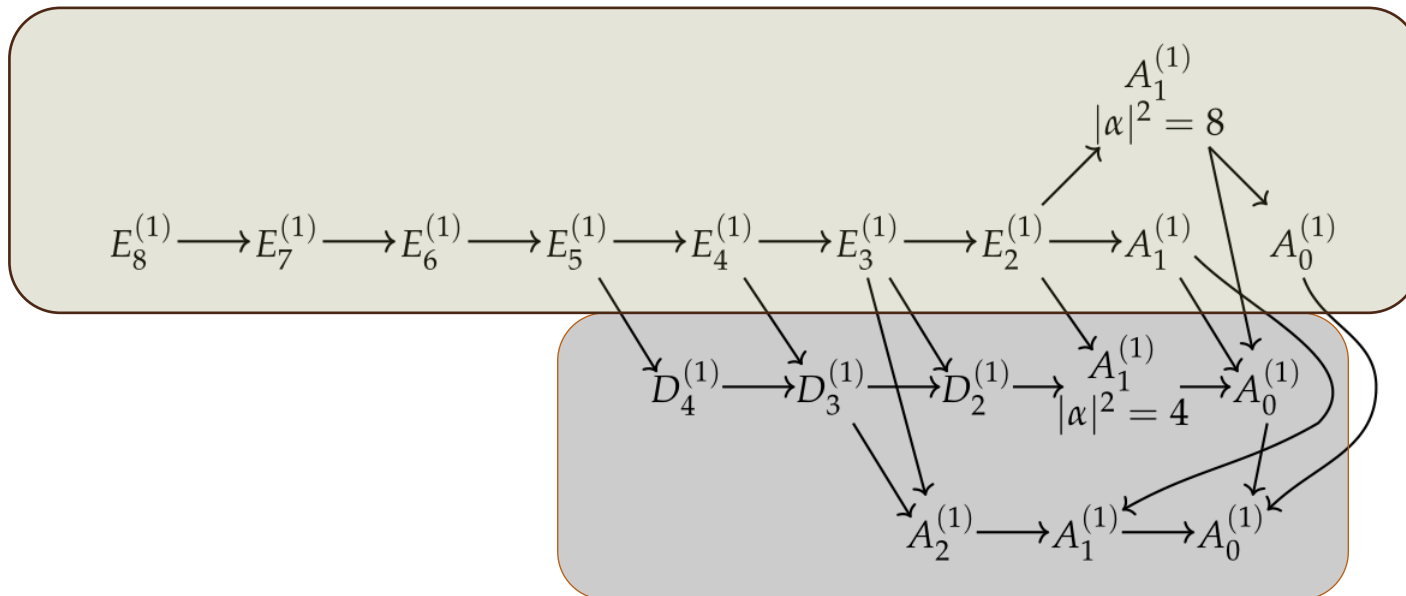 A_1^{(1)}
|α|^2 = 8
E_8^{(1)} E_7^{(1)} E_6^{(1)} E_5^{(1)} E_4^{(1)} E_3^{(1)} E_2^{(1)} A_1^{(1)} A_0^{(1)}
A_1^{(1)}
D_4^{(1)} D_3^{(1)} D_2^{(1)} A_0^{(1)}
|α|^2 = 4
A_2^{(1)} A_1^{(1)} A_0^{(1)}